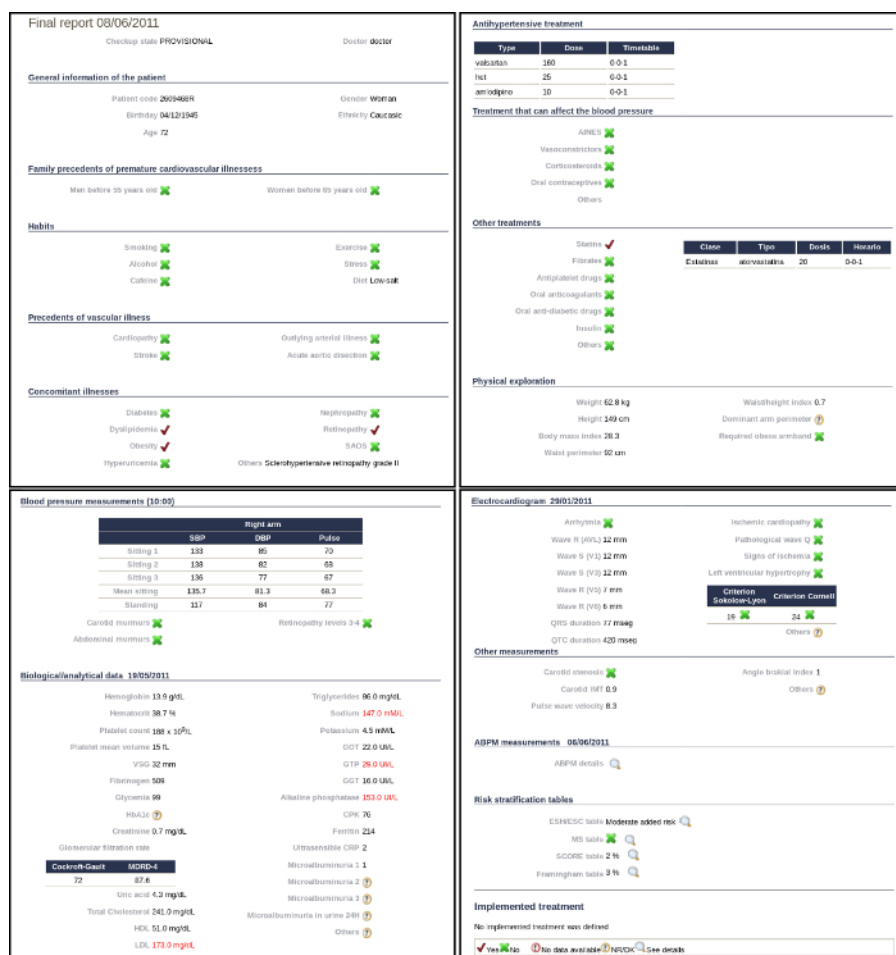 Final report 08/06/2011
Checkup state PROVISIONAL Doctor doctor
General information of the patient
Patient code 2609468R Gender Woman
Birthday 04/12/1945 Ethnicity Caucasic
Age 72
Family precedents of premature cardiovascular illnessess
Men before 55 years old Women before 65 years old
Habits
Smoking Exercise
Alcohol Stress
Cafeine Diet Low-salt
Precedents of vascular illness
Cardiopathy Outlying arterial illness
Stroke Acute aortic disection
Concomitant illnesses
Diabetes Nephropathy
Dyslipidemia Retinopathy
Obesity SAOS
Hyperuricemia Others Sclerohypertensive retinopathy grade II
Antihypertensive treatment
Type Dose Timetable
valsartan 160 0-0-1
hct 25 0-0-1
amlodipino 10 0-0-1
Treatment that can affect the blood pressure
AINES
Vasoconstrictors
Corticosteroids
Oral contraceptives
Others
Other treatments
Statins
Clase Tipo Dosis Horario
Estatinas atorvastatina 20 0-0-1
Fibrates
Antiplatelet drugs
Oral anticoagulants
Oral anti-diabetic drugs
Insulin
Others
Physical exploration
Weight 62.8 kg Waist/height index 0.7
Height 149 cm Dominant arm perimeter
Body mass index 28.3 Required obese armband
Waist perimeter 92 cm
Blood pressure measurements (10:00)
Right arm
SBP DBP Pulse
Sitting 1 133 85 70
Sitting 2 138 82 68
Sitting 3 136 77 67
Mean sitting 135.7 81.3 68.3
Standing 117 84 77
Carotid murmurs Retinopathy levels 3-4
Abdominal murmurs
Biological/analytical data 19/05/2011
Hemoglobin 13.9 g/dL Triglycerides 86.0 mg/dL
Hematocrit 38.7 % Sodium 147.0 mM/L
Platelet count 188 x 10⁹/L Potassium 4.5 mM/L
Platelet mean volume 15 fL GOT 22.0 UI/L
VSG 32 mm GTP 29.0 UI/L
Fibrinogen 509 GGT 16.0 UI/L
Glycemia 99 Alkaline phosphatase 153.0 UI/L
HbA1c CPK 76
Creatinine 0.7 mg/dL Ferritin 214
Glomerular filtration rate Ultrasensible CRP 2
Cockroft-Gault MDRD-4
72 87.6
Microalbuminuria 1 1
Microalbuminuria 2
Uric acid 4.3 mg/dL Microalbuminuria 3
Total Cholesterol 241.0 mg/dL Microalbuminuria in urine 24H
HDL 51.0 mg/dL Others
LDL 173.0 mg/dL
Electrocardiogram 29/01/2011
Arrhytmia Ischemic cardiopathy
Wave R (AVL) 12 mm Pathological wave Q
Wave S (V1) 12 mm Signs of ischemia
Wave S (V3) 12 mm Left ventricular hypertrophy
Wave R (V5) 7 mm
Wave R (V6) 6 mm
Criterion Sokolow-Lyon Criterion Cornell
19 24
QRS duration 77 mseg Others
QTC duration 420 mseg
Other measurements
Carotid stenosis Angle brakial index 1
Carotid IMT 0.9 Others
Pulse wave velocity 8.3
ABPM measurements 06/06/2011
ABPM details
Risk stratification tables
ESH/ESC table Moderate added risk
MS table
SCORE table 2 %
Framingham table 3 %
Implemented treatment
No implemented treatment was defined
Yes No No data available NR/DK See details